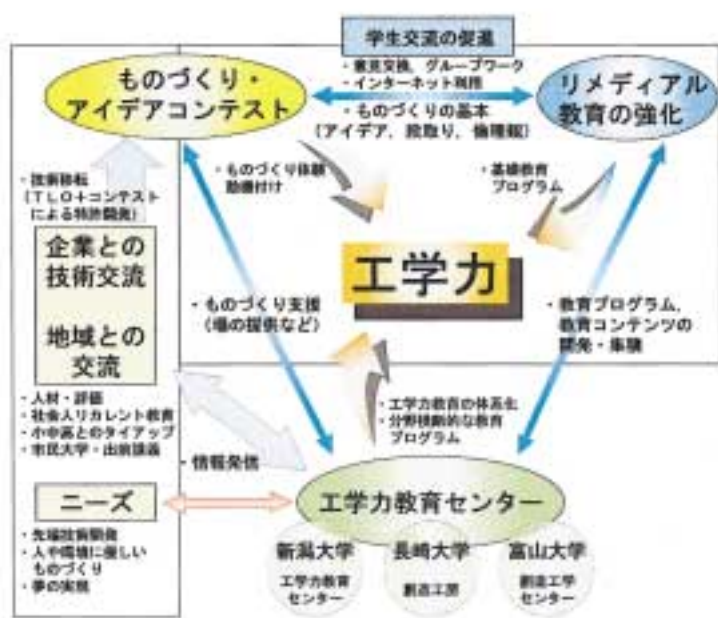 学生交流の促進
・意見交換、グループワーク
・インターネット利用
ものづくり・
アイデアコンテスト
リメディアル
教育の強化
・ものづくりの基本
(アイデア、段取り、倫理観)
・技術移転
(TLO+コンテスト
による特許開発)
・ものづくり体験
動機付け
・基礎教育
プログラム
企業との
技術交流
地域との
交流
工学力
・ものづくり支援
(場の提供など)
・教育プログラム、
教育コンテンツの
開発・集積
・人材・評価
・社会人リカレント教育
・小中高とのタイアップ
・市民大学・出前講義
・工学力教育の体系化
・分野横断的な教育
プログラム
・情報発信
ニーズ
工学力教育センター
・先端技術開発
・人や環境に優しい
ものづくり
・夢の実現
新潟大学
工学力教育
センター
長崎大学
創造工房
富山大学
創造工学
センター